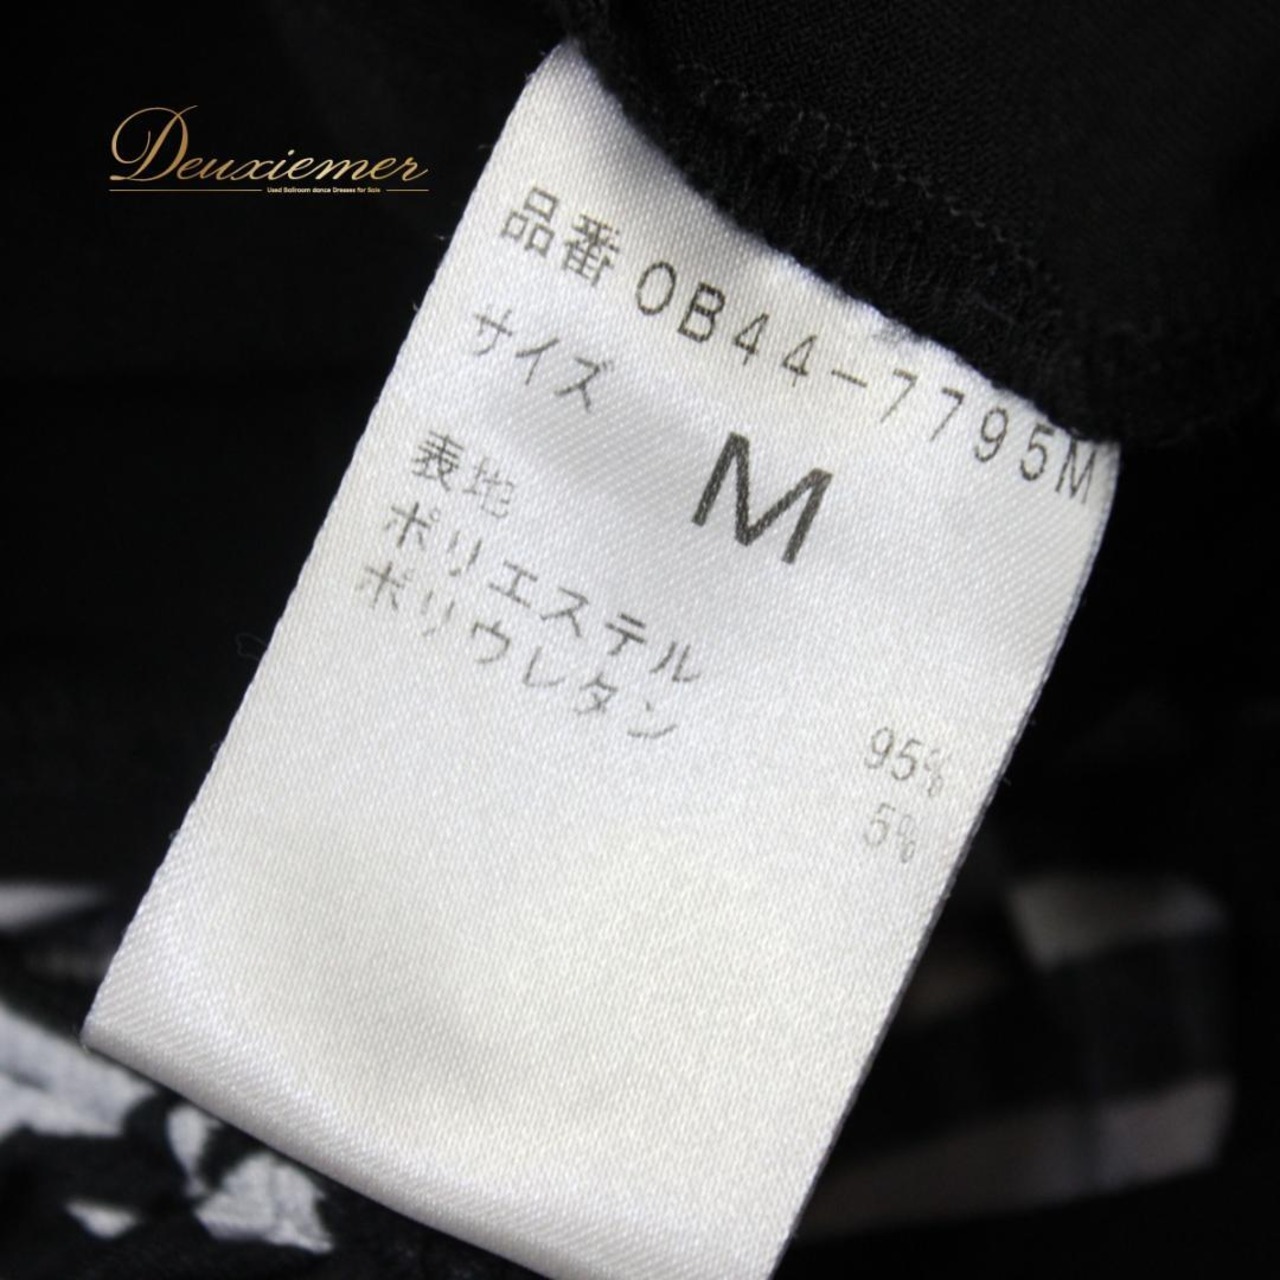 Deuxiemer
Used Ballroom dance Dresses for Sale
品番 OB44-7795M
サイズ
M
表地
ポリエステル 95%
ポリウレタン 5%